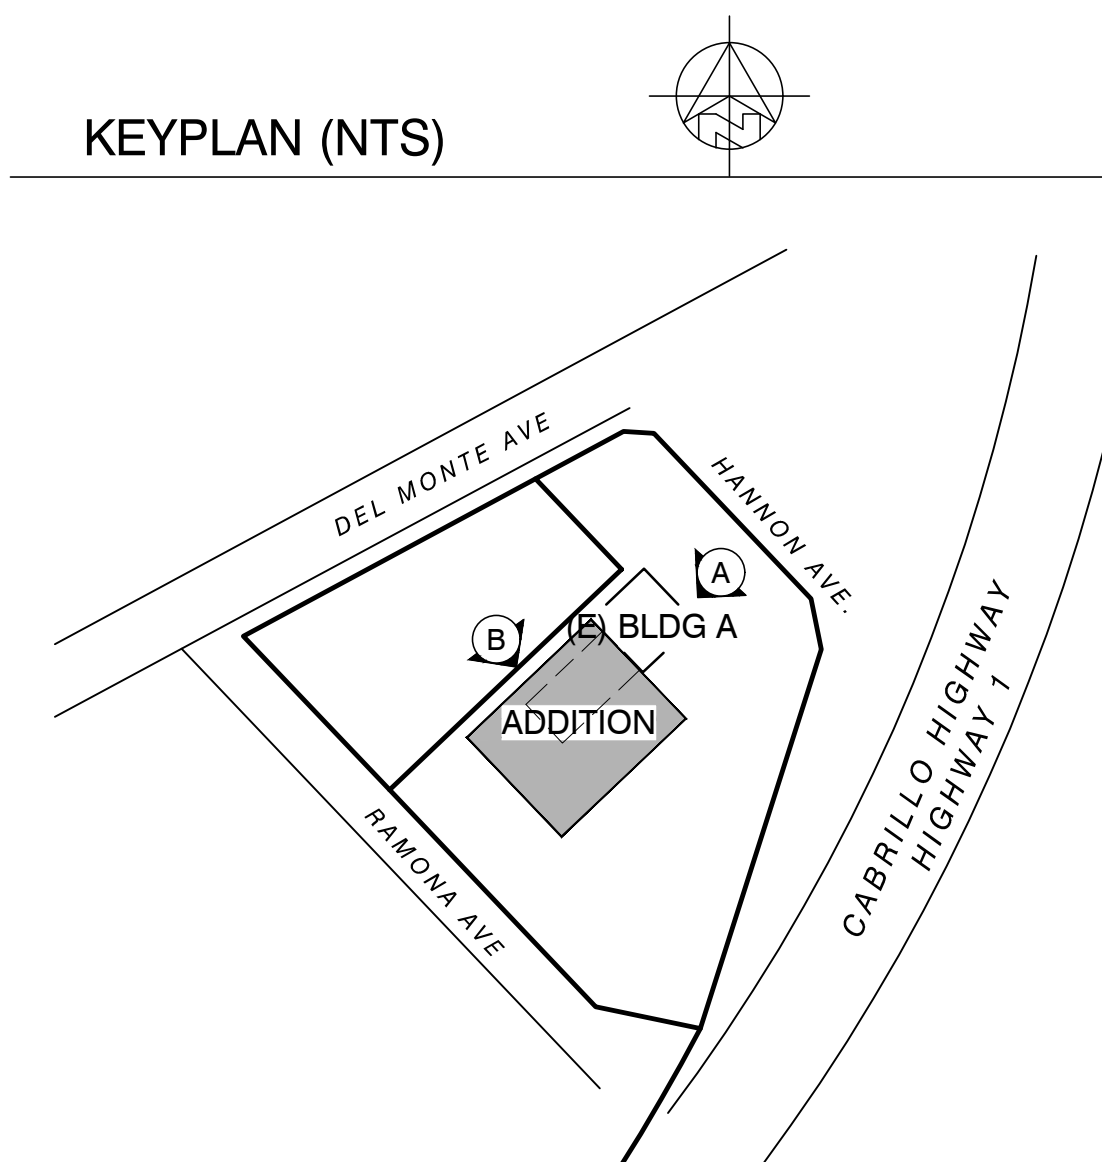 N
KEYPLAN (NTS)
DEL MONTE AVE
HANNON AVE.
A
B
(E) BLDG A
ADDITION
CABRILLO HIGHWAY
HIGHWAY 1
RAMONA AVE